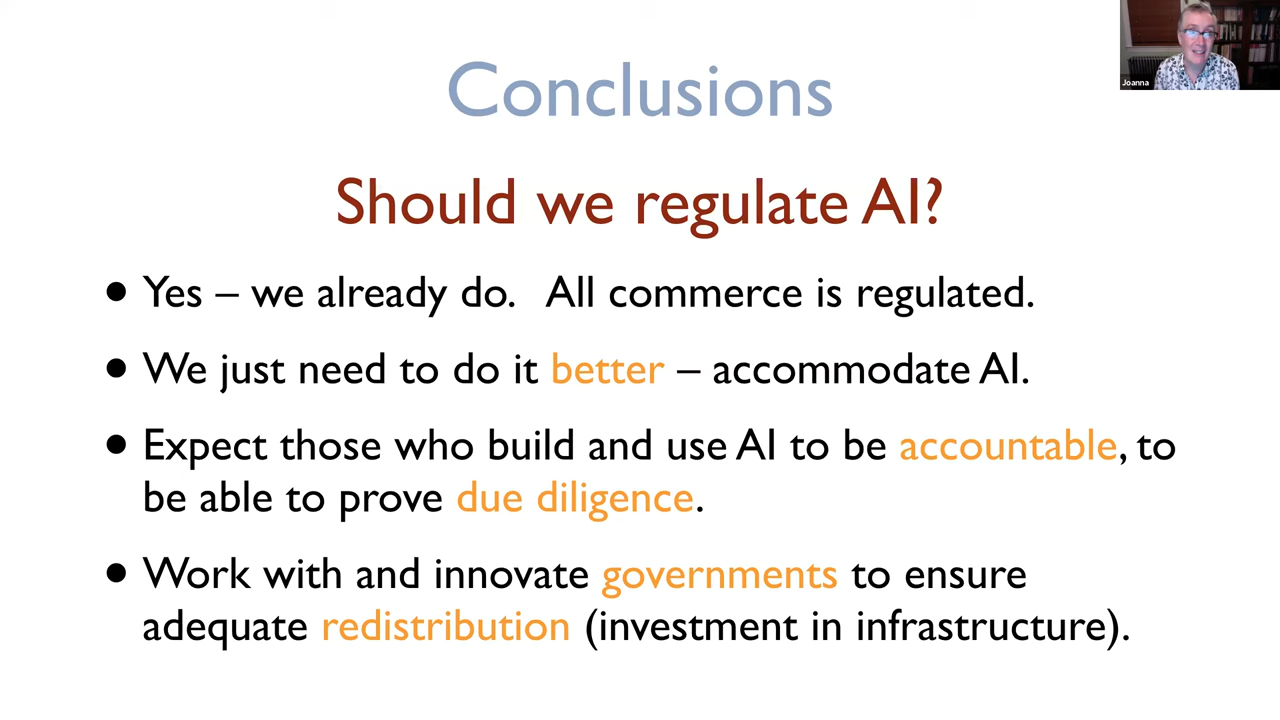 Joanna
Conclusions
Should we regulate AI?
• Yes – we already do. All commerce is regulated.
• We just need to do it better – accommodate AI.
• Expect those who build and use AI to be accountable, to
be able to prove due diligence.
• Work with and innovate governments to ensure
adequate redistribution (investment in infrastructure).